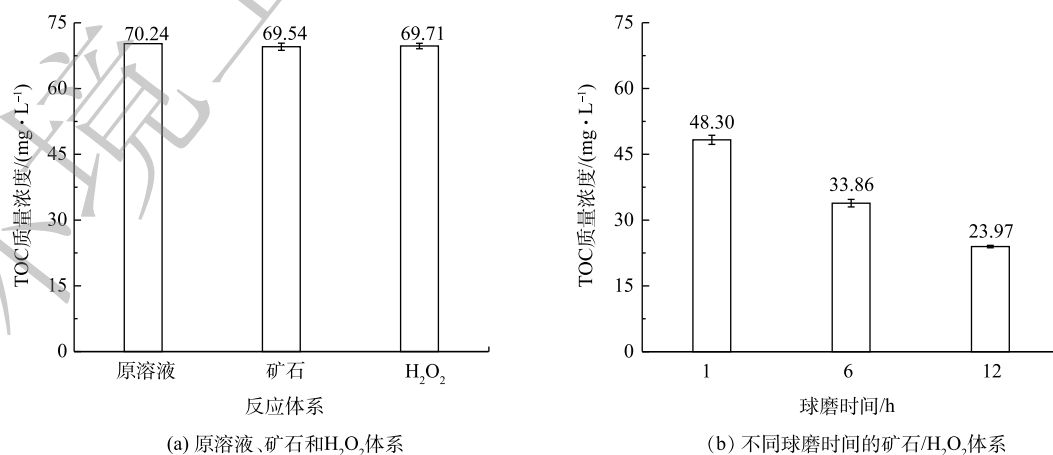 75
60
45
30
15
0
TOC质量浓度/(mg·L⁻¹)
70.24
69.54
69.71
原溶液
矿石
H₂O₂
反应体系
(a) 原溶液、矿石和H₂O₂体系
75
60
45
30
15
0
TOC质量浓度/(mg·L⁻¹)
48.30
33.86
23.97
1
6
12
球磨时间/h
(b) 不同球磨时间的矿石/H₂O₂体系
境